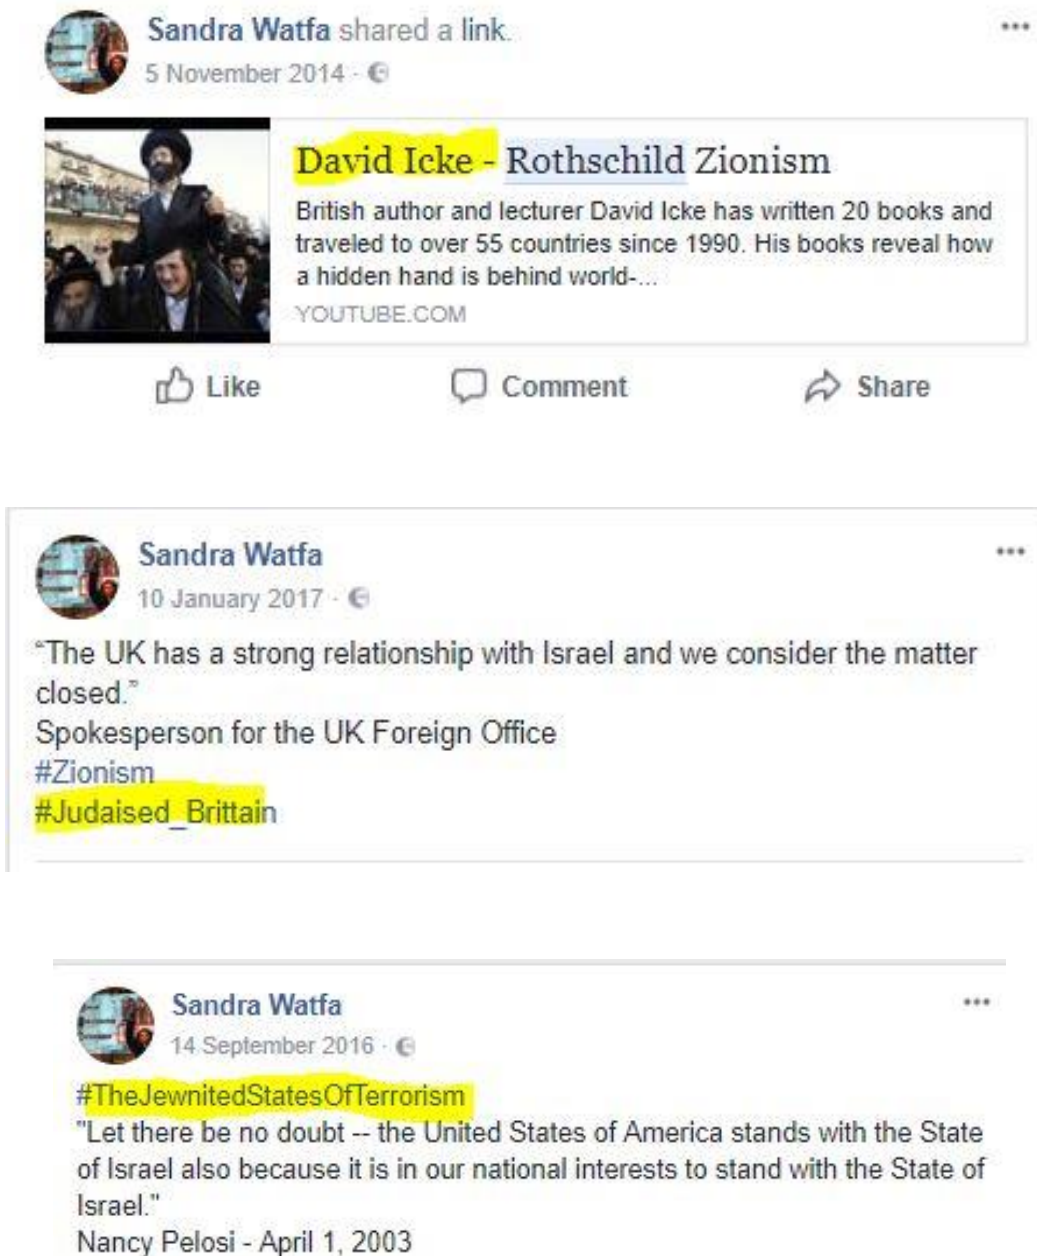 Sandra Watfa shared a link.
5 November 2014 ·
David Icke - Rothschild Zionism
British author and lecturer David Icke has written 20 books and
traveled to over 55 countries since 1990. His books reveal how
a hidden hand is behind world-...
YOUTUBE.COM
Like Comment Share
Sandra Watfa
10 January 2017 ·
“The UK has a strong relationship with Israel and we consider the matter
closed.”
Spokesperson for the UK Foreign Office
#Zionism
#Judaised_Brittain
Sandra Watfa
14 September 2016 ·
#TheJewnitedStatesOfTerrorism
"Let there be no doubt -- the United States of America stands with the State
of Israel also because it is in our national interests to stand with the State of
Israel."
Nancy Pelosi - April 1, 2003